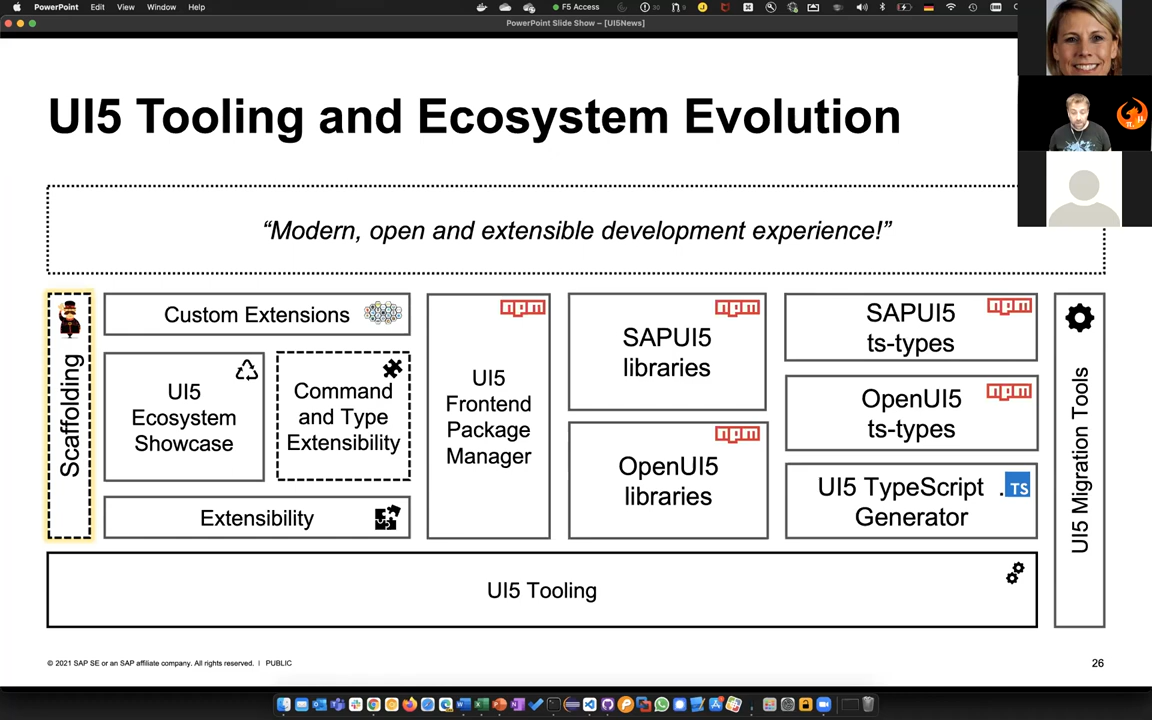 PowerPoint Edit View Window Help
F5 Access
PowerPoint Slide Show – [UI5News]
UI5 Tooling and Ecosystem Evolution
“Modern, open and extensible development experience!”
Scaffolding
Custom Extensions
UI5
Ecosystem
Showcase
Command
and Type
Extensibility
Extensibility
npm
UI5
Frontend
Package
Manager
npm
SAPUI5
libraries
npm
OpenUI5
libraries
npm
SAPUI5
ts-types
npm
OpenUI5
ts-types
UI5 TypeScript .TS
Generator
UI5 Migration Tools
UI5 Tooling
© 2021 SAP SE or an SAP affiliate company. All rights reserved. | PUBLIC
26